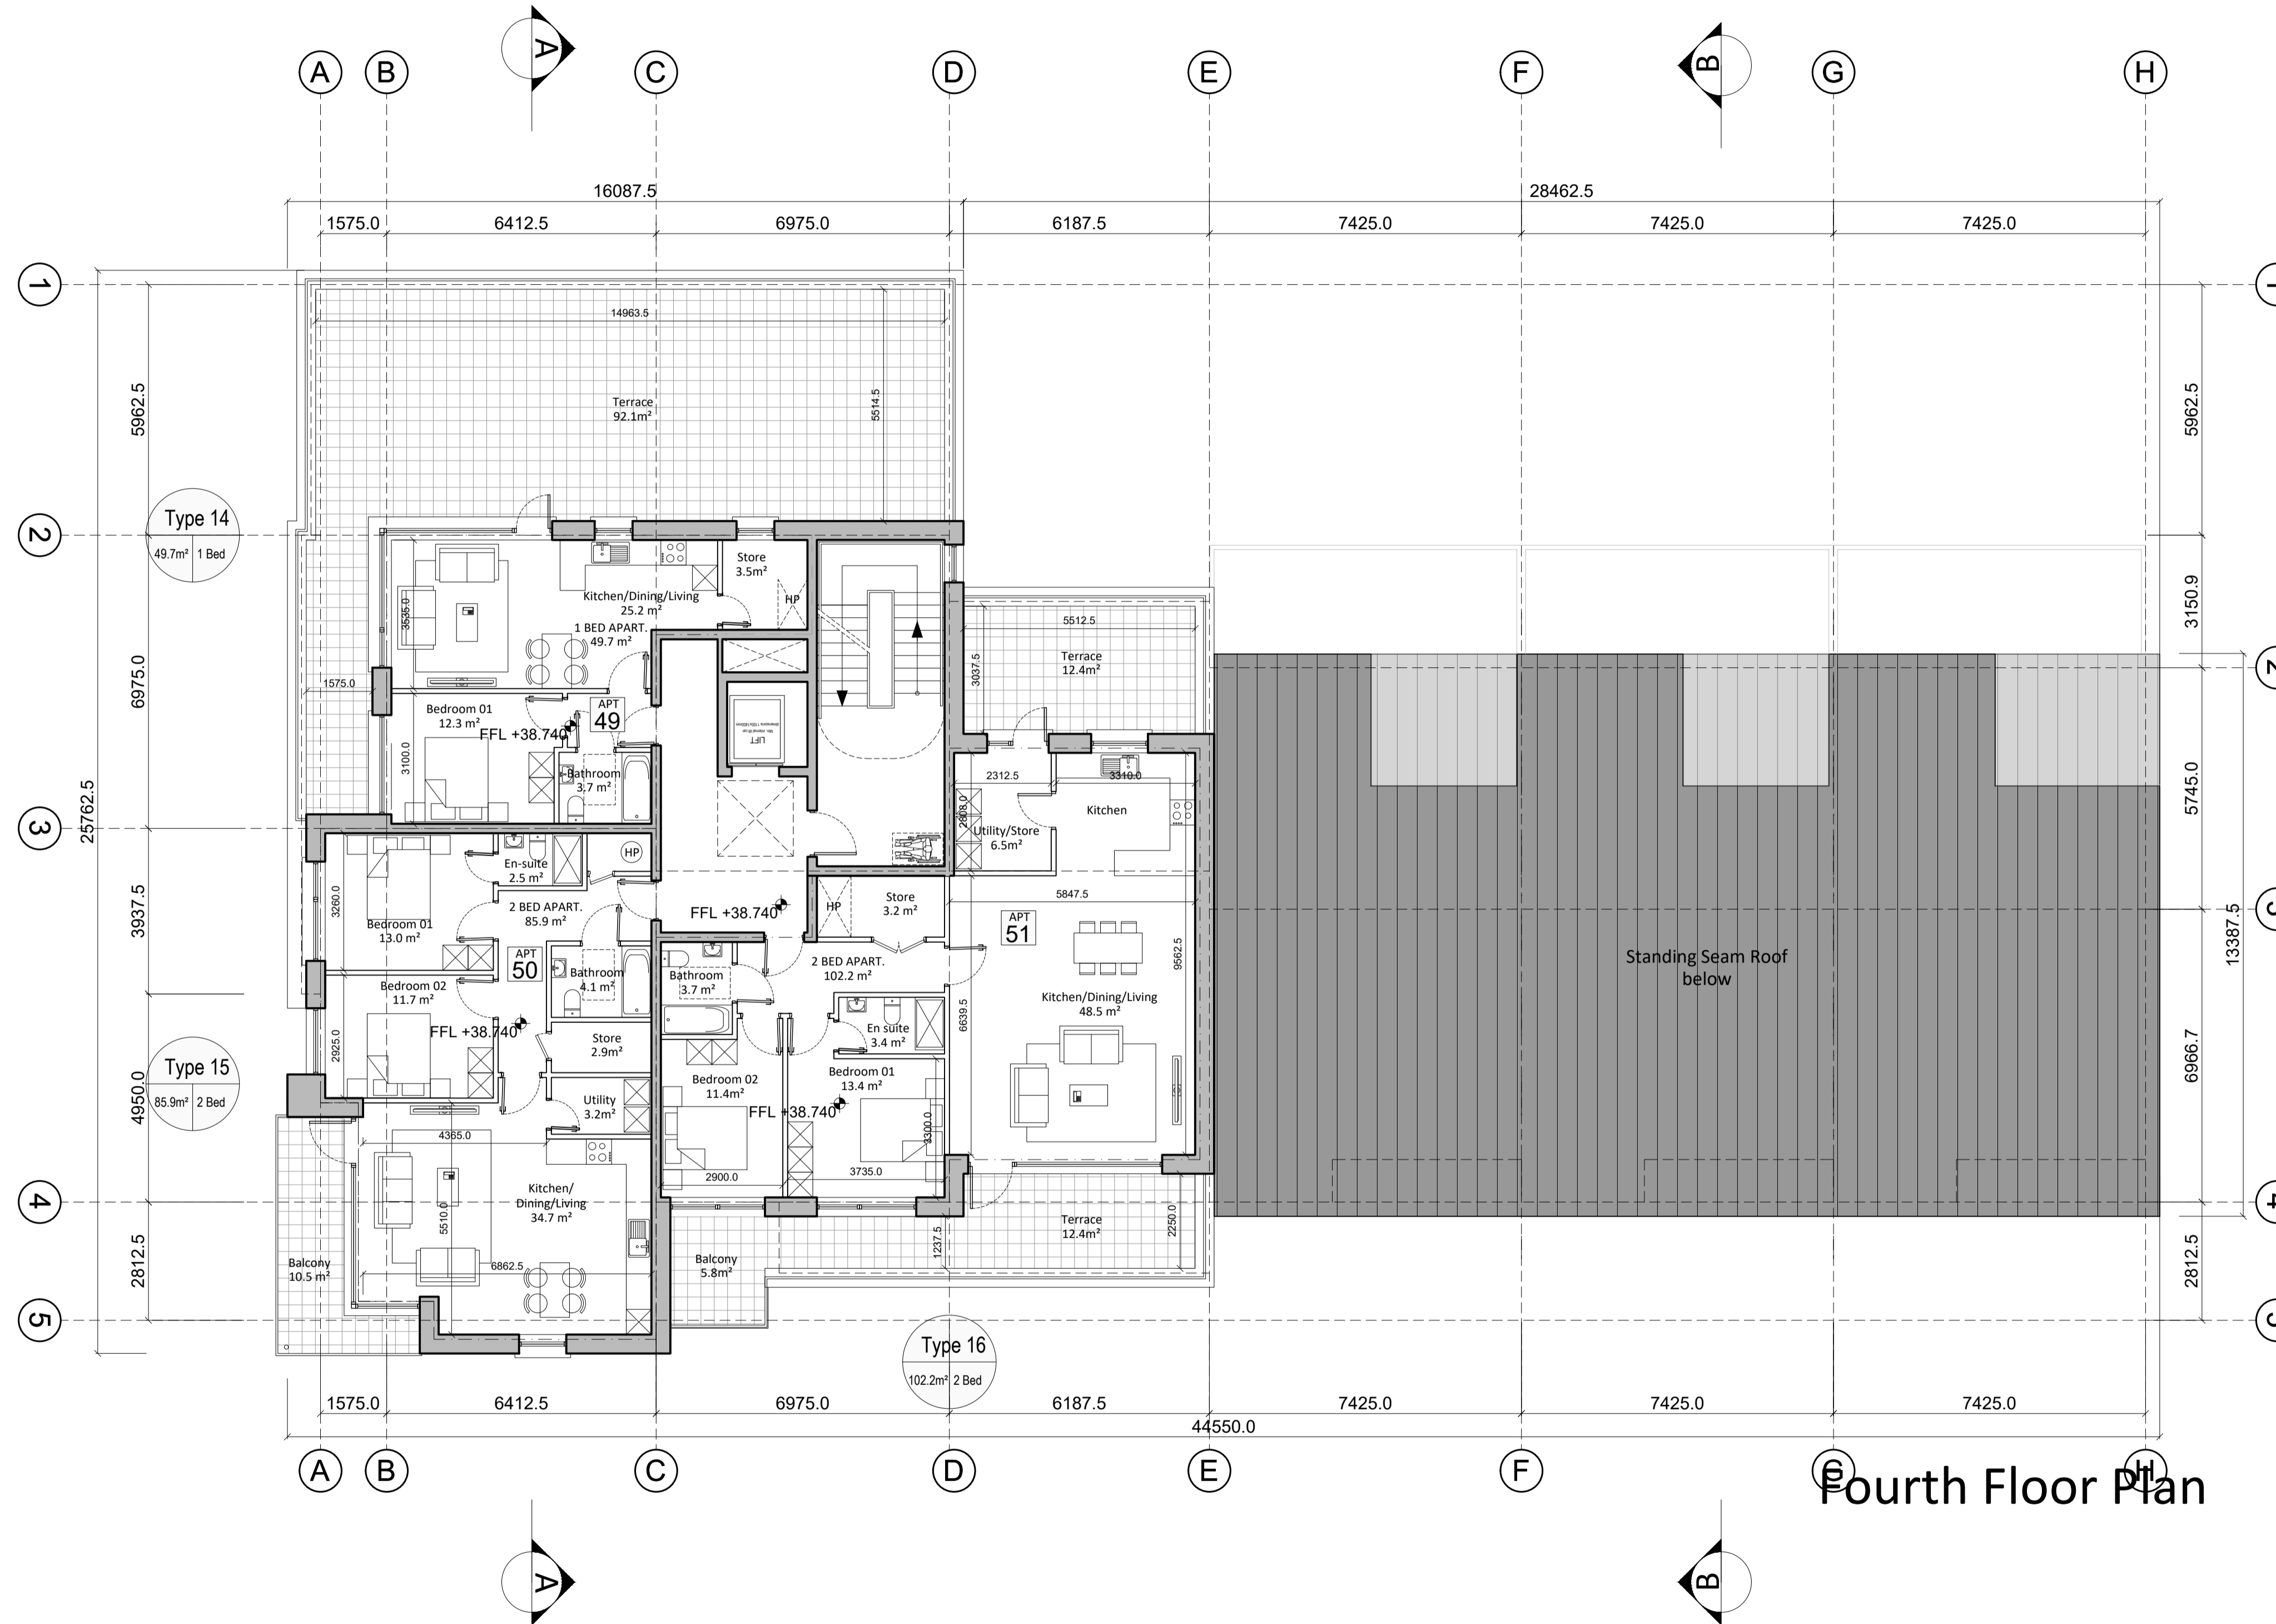 A
B
A B C D E F G H
16087.5
28462.5
1575.0 6412.5 6975.0 6187.5 7425.0 7425.0 7425.0
1
14963.5
5514.5
5962.5
5962.5
Terrace
92.1m²
Type 14
49.7m² 1 Bed
2
3150.9
Store
3.5m²
HP
Kitchen/Dining/Living
25.2 m²
3535.0
1 BED APART.
49.7 m²
5512.5
3037.5
Terrace
12.4m²
2
6975.0
1575.0
Bedroom 01
12.3 m²
APT
49
FFL +38.740
3100.0
Bathroom
3.7 m²
LIFT
25762.5
2312.5
3310.0
2808.0
Kitchen
Utility/Store
6.5m²
5745.0
3
HP
En-suite
2.5 m²
3260.0
2 BED APART.
85.9 m²
Bedroom 01
13.0 m²
FFL +38.740
HP
Store
3.2 m²
5847.5
APT
51
3937.5
APT
50
Bathroom
4.1 m²
Bedroom 02
11.7 m²
FFL +38.740
2925.0
Store
2.9m²
Bathroom
3.7 m²
2 BED APART.
102.2 m²
9562.5
6639.5
Kitchen/Dining/Living
48.5 m²
En suite
3.4 m²
Standing Seam Roof
below
13387.5
6966.7
Type 15
85.9m² 2 Bed
4950.0
Utility
3.2m²
Bedroom 02
11.4m²
Bedroom 01
13.4 m²
FFL +38.740
3300.0
4365.0
2900.0
3735.0
4
Kitchen/
Dining/Living
34.7 m²
5510.0
6862.5
Balcony
10.5 m²
Balcony
5.8m²
1237.5
Terrace
12.4m²
2250.0
4
2812.5
2812.5
5
Type 16
102.2m² 2 Bed
1575.0 6412.5 6975.0 6187.5 7425.0 7425.0 7425.0
44550.0
A B C D E F G H
Fourth Floor Plan
A
B